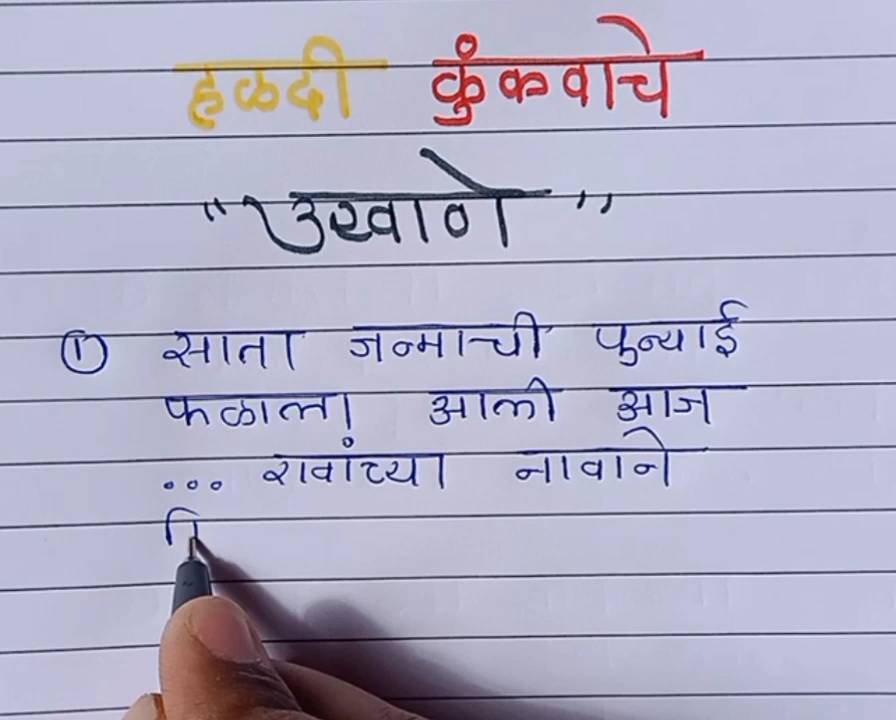 हळदी कुंकवाचे
"उखाणे"
① साता जन्माची पुन्याई
फळाला आली आज
... रावांच्या नावाने